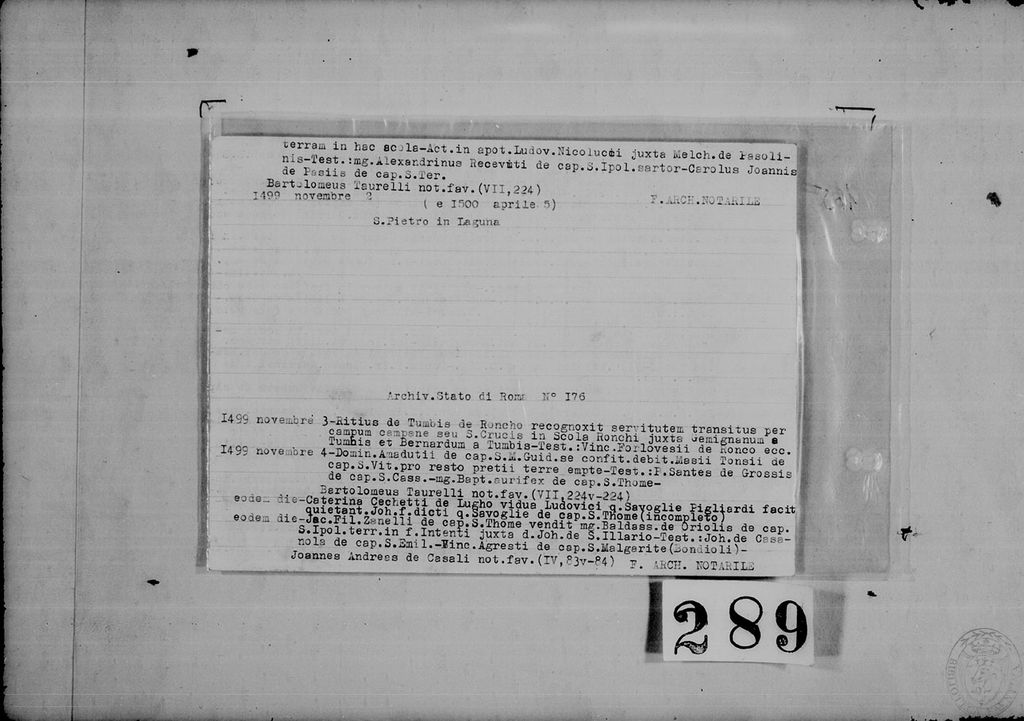 terram in hac scola-Act.in apot.Ludov.Nicolucci juxta Melch.de Pasoli-
nis-Test.:mg.Alexandrinus Receveti de cap.S.Ipol.sartor-Carolus Joannis
de Pasiis de cap.S.Ter.
Bartolomeus Taurelli not.fav.(VII,224)
I499 novembre 2
( e I500 aprile 5)
F.ARCH.NOTARILE
S.Pietro in Laguna
Archiv.Stato di Roma N° I76
I499 novembre 3-Ritius de Tumbis de Roncho recognoxit servitutem transitus per
campum campane seu S.Crucis in Scola Ronchi juxta Gemignanum a
Tumbis et Bernardum a Tumbis-Test.:Vinc.Forlovesii de Ronco ecc.
I499 novembre 4-Domin.Amadutii de cap.S.M.Guid.se confit.debit.Masii Tonsii de
cap.S.Vit.pro resto pretii terre empte-Test.:P.Santes de Grossis
de cap.S.Cass.-mg.Bapt.aurifex de cap.S.Thome-
Bartolomeus Taurelli not.fav.(VII,224v-224)
eodem die-Caterina Cechetti de Lugho vidua Ludovici q.Savoglie Pigliardi facit
quietant.Joh.f.dicti q.Savoglie de cap.S.Thome(incompleto)
eodem die-Jac.Fil.Zanelli de cap.S.Thome vendit mg.Baldass.de Oriolis de cap.
S.Ipol.terr.in f.Intenti juxta d.Joh.de S.Illario-Test.:Joh.de Casa-
nola de cap.S.Emil.-Vinc.Agresti de cap.S.Malgarite(Bondioli)-
Joannes Andreas de Casali not.fav.(IV,83v-84) F. ARCH. NOTARILE
289